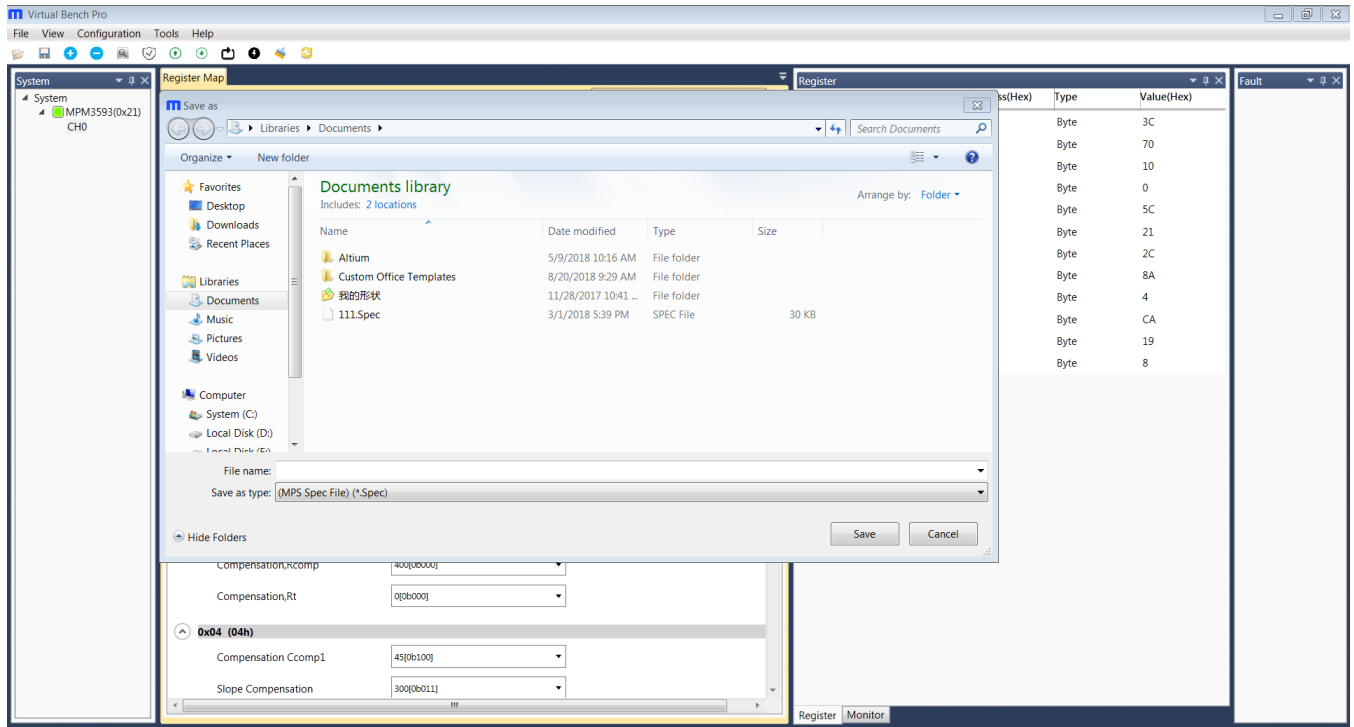 Virtual Bench Pro
File View Configuration Tools Help
System
System
MPM3593(0x21)
CH0
Register Map
Save as
Libraries Documents
Search Documents
Organize New folder
Favorites
Desktop
Downloads
Recent Places
Libraries
Documents
Music
Pictures
Videos
Computer
System (C:)
Local Disk (D:)
Documents library
Includes: 2 locations
Arrange by: Folder
Name Date modified Type Size
Altium 5/9/2018 10:16 AM File folder
Custom Office Templates 8/20/2018 9:29 AM File folder
我的形状 11/28/2017 10:41 ... File folder
111.Spec 3/1/2018 5:39 PM SPEC File 30 KB
File name:
Save as type: (MPS Spec File) (*.Spec)
Hide Folders
Save Cancel
Compensation,Rcomp 400[0b000]
Compensation,Rt 0[0b000]
0x04 (04h)
Compensation Ccomp1 45[0b100]
Slope Compensation 300[0b011]
Register
ss(Hex) Type Value(Hex)
Byte 3C
Byte 70
Byte 10
Byte 0
Byte 5C
Byte 21
Byte 2C
Byte 8A
Byte 4
Byte CA
Byte 19
Byte 8
Register Monitor
Fault